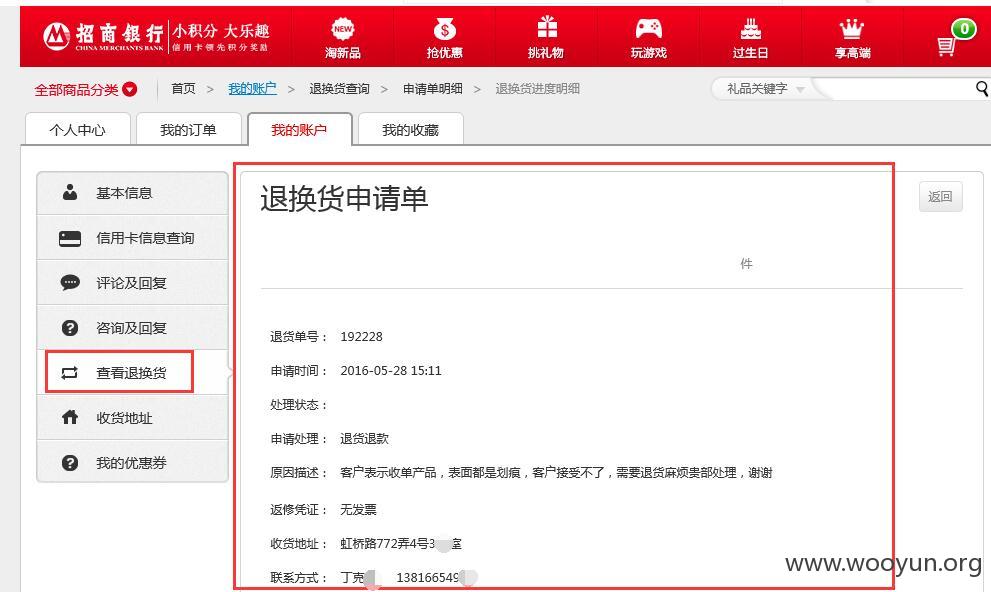 招商银行 小积分 大乐趣
CHINA MERCHANTS BANK 信用卡领先积分奖励
NEW $
淘新品 抢优惠 挑礼物 玩游戏 过生日 享高端 0
全部商品分类 首页 > 我的账户 > 退换货查询 > 申请单明细 > 退换货进度明细 礼品关键字
个人中心 我的订单 我的账户 我的收藏
基本信息
信用卡信息查询
评论及回复
咨询及回复
查看退换货
收货地址
我的优惠券
退换货申请单 返回
件
退货单号： 192228
申请时间： 2016-05-28 15:11
处理状态：
申请处理： 退货退款
原因描述： 客户表示收单产品，表面都是划痕，客户接受不了，需要退货麻烦贵部处理，谢谢
返修凭证： 无发票
收货地址： 虹桥路772弄4号3 室
联系方式： 丁克 138166549
www.wooyun.org